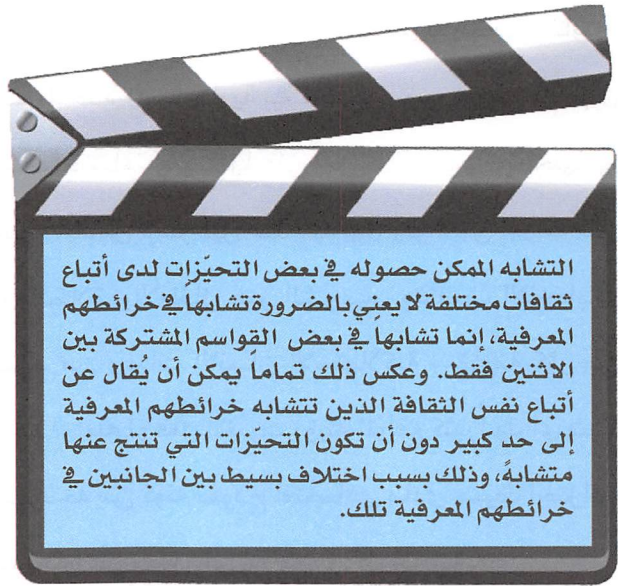 التشابه الممكن حصوله في بعض التحيّزات لدى أتباع
ثقافات مختلفة لا يعني بالضرورة تشابهاً في خرائطهم
المعرفية، إنما تشابهاً في بعض القواسم المشتركة بين
الاثنين فقط. وعكس ذلك تماماً يمكن أن يُقال عن
أتباع نفس الثقافة الذين تتشابه خرائطهم المعرفية
إلى حد كبير دون أن تكون التحيّزات التي تنتج عنها
متشابهةً، وذلك بسبب اختلاف بسيط بين الجانبين في
خرائطهم المعرفية تلك.